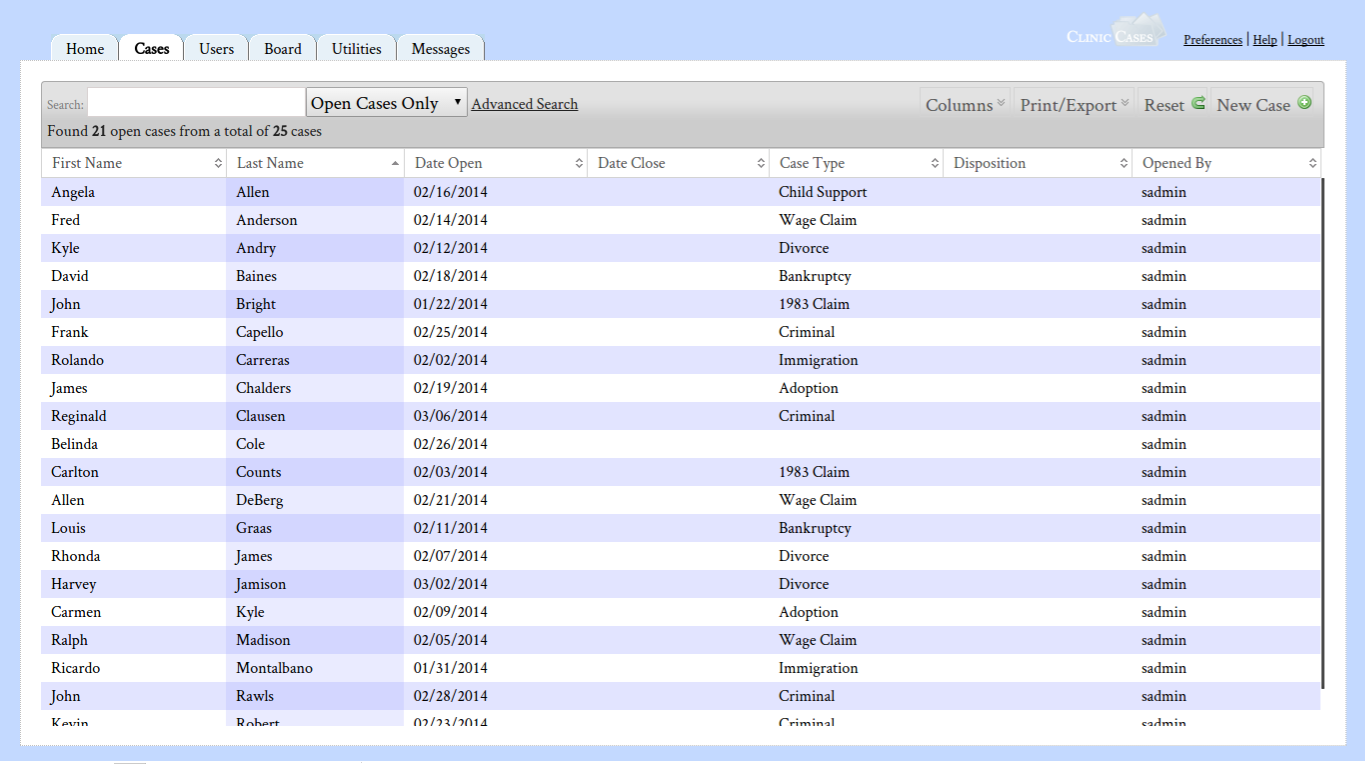 CLINIC CASES
Preferences | Help | Logout
Home Cases Users Board Utilities Messages
Search: Open Cases Only Advanced Search Columns Print/Export Reset New Case
Found 21 open cases from a total of 25 cases
First Name Last Name Date Open Date Close Case Type Disposition Opened By
Angela Allen 02/16/2014 Child Support sadmin
Fred Anderson 02/14/2014 Wage Claim sadmin
Kyle Andry 02/12/2014 Divorce sadmin
David Baines 02/18/2014 Bankruptcy sadmin
John Bright 01/22/2014 1983 Claim sadmin
Frank Capello 02/25/2014 Criminal sadmin
Rolando Carreras 02/02/2014 Immigration sadmin
James Chalders 02/19/2014 Adoption sadmin
Reginald Clausen 03/06/2014 Criminal sadmin
Belinda Cole 02/26/2014 sadmin
Carlton Counts 02/03/2014 1983 Claim sadmin
Allen DeBerg 02/21/2014 Wage Claim sadmin
Louis Graas 02/11/2014 Bankruptcy sadmin
Rhonda James 02/07/2014 Divorce sadmin
Harvey Jamison 03/02/2014 Divorce sadmin
Carmen Kyle 02/09/2014 Adoption sadmin
Ralph Madison 02/05/2014 Wage Claim sadmin
Ricardo Montalbano 01/31/2014 Immigration sadmin
John Rawls 02/28/2014 Criminal sadmin
Kevin Robert 02/23/2014 Criminal sadmin